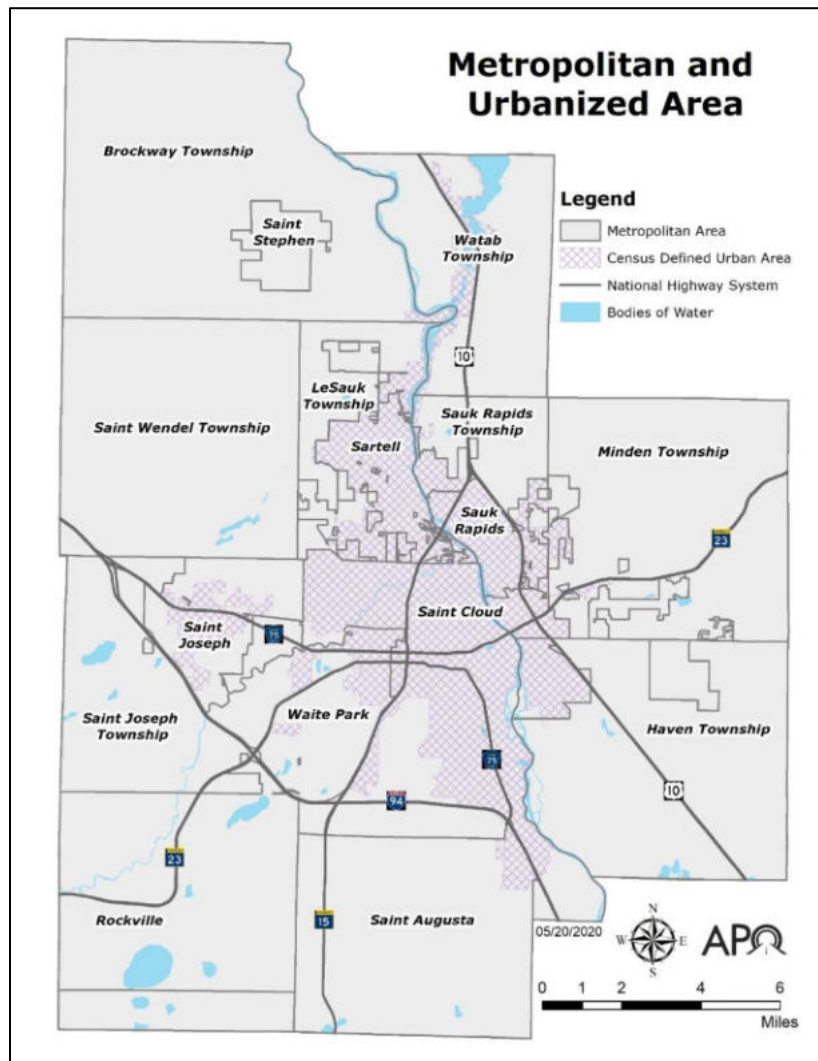 Metropolitan and
Urbanized Area
Brockway Township
Saint
Stephen
Watab
Township
Legend
Metropolitan Area
Census Defined Urban Area
National Highway System
Bodies of Water
10
LeSauk
Township
Saint Wendel Township
Sartell
Sauk Rapids
Township
Minden Township
Sauk
Rapids
23
Saint Cloud
Saint
Joseph
75
Saint Joseph
Township
Waite Park
Haven Township
75
10
94
23
Rockville
15
Saint Augusta
05/20/2020
N
W
E
S
APO
0 1 2 4 6
Miles